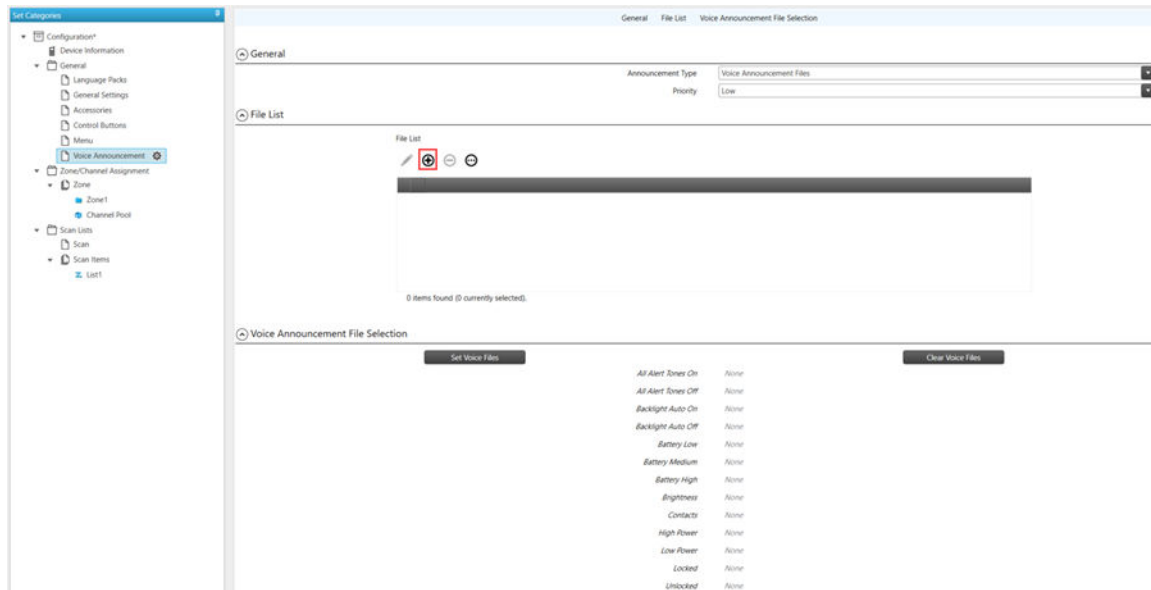 Set Categories
Configuration*
Device Information
General
Language Packs
General Settings
Accessories
Control Buttons
Menu
Voice Announcement
Zone/Channel Assignment
Zone
Zone1
Channel Pool
Scan Lists
Scan
Scan Items
List1
General File List Voice Announcement File Selection
General
Announcement Type Voice Announcement Files
Priority Low
File List
File List
0 items found (0 currently selected).
Voice Announcement File Selection
Set Voice Files Clear Voice Files
All Alert Tones On None
All Alert Tones Off None
Backlight Auto On None
Backlight Auto Off None
Battery Low None
Battery Medium None
Battery High None
Brightness None
Contacts None
High Power None
Low Power None
Locked None
Unlocked None